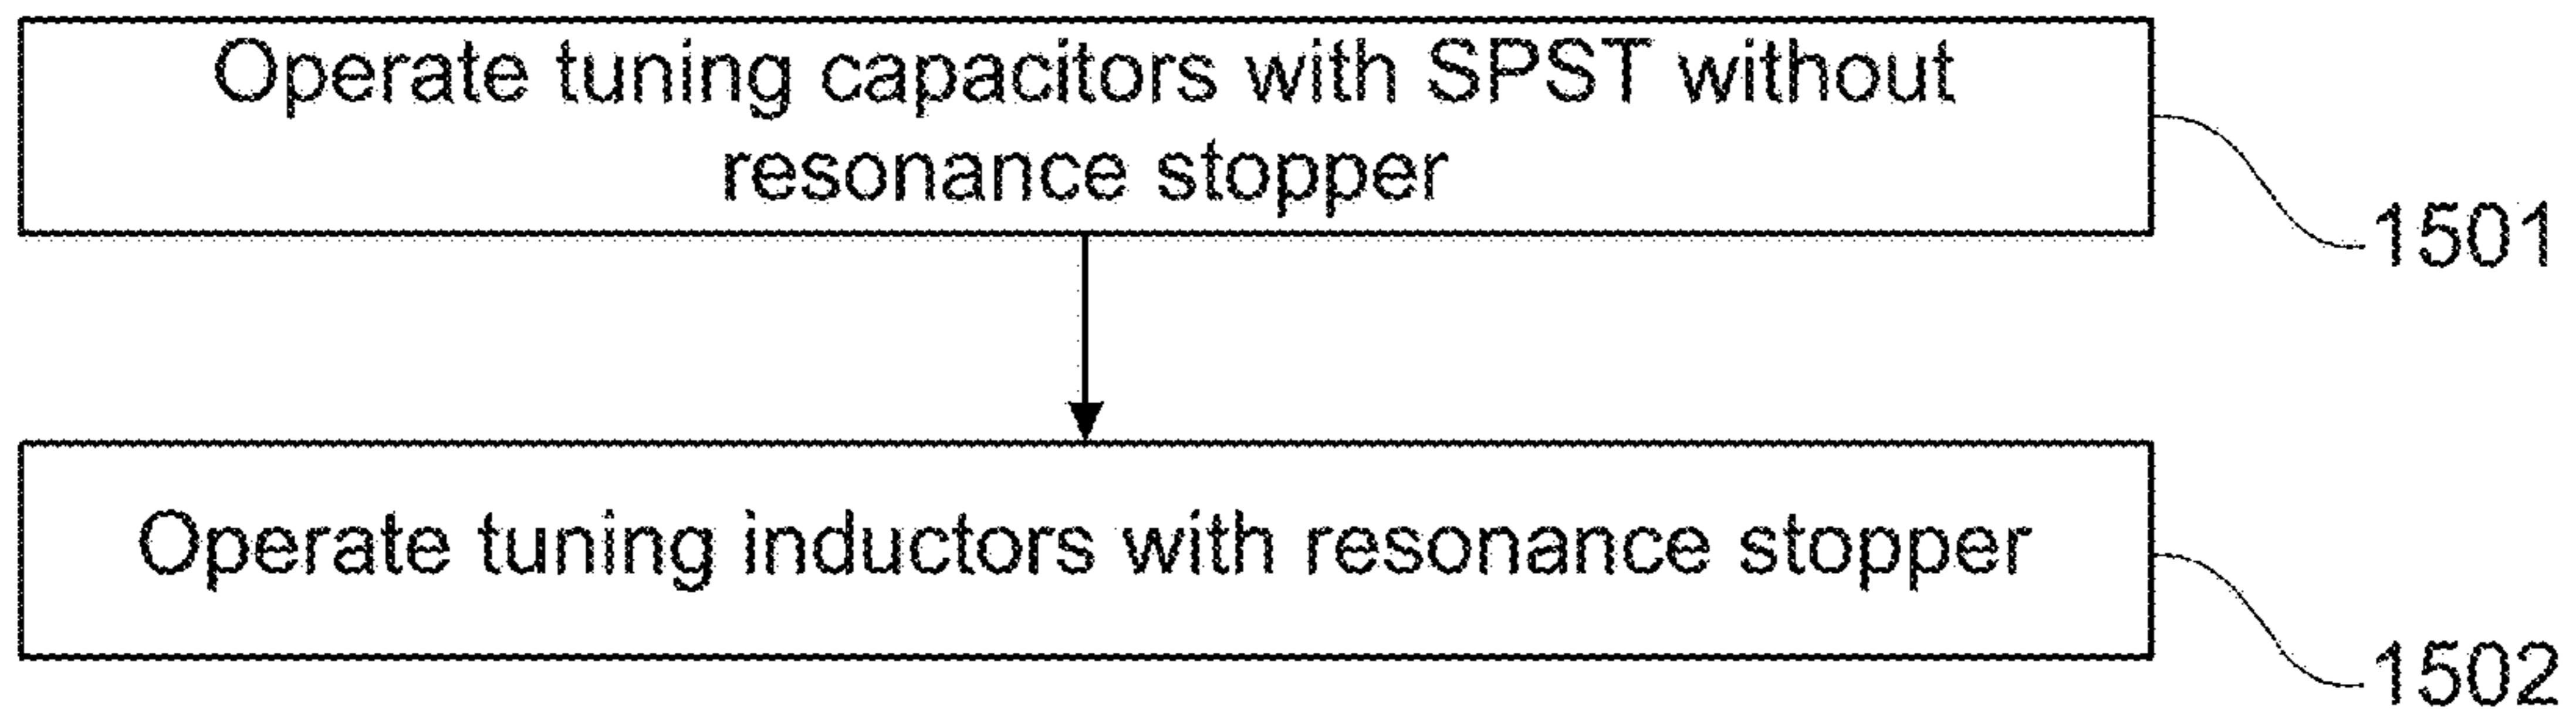 Operate tuning capacitors with SPST without
resonance stopper
1501
Operate tuning inductors with resonance stopper
1502